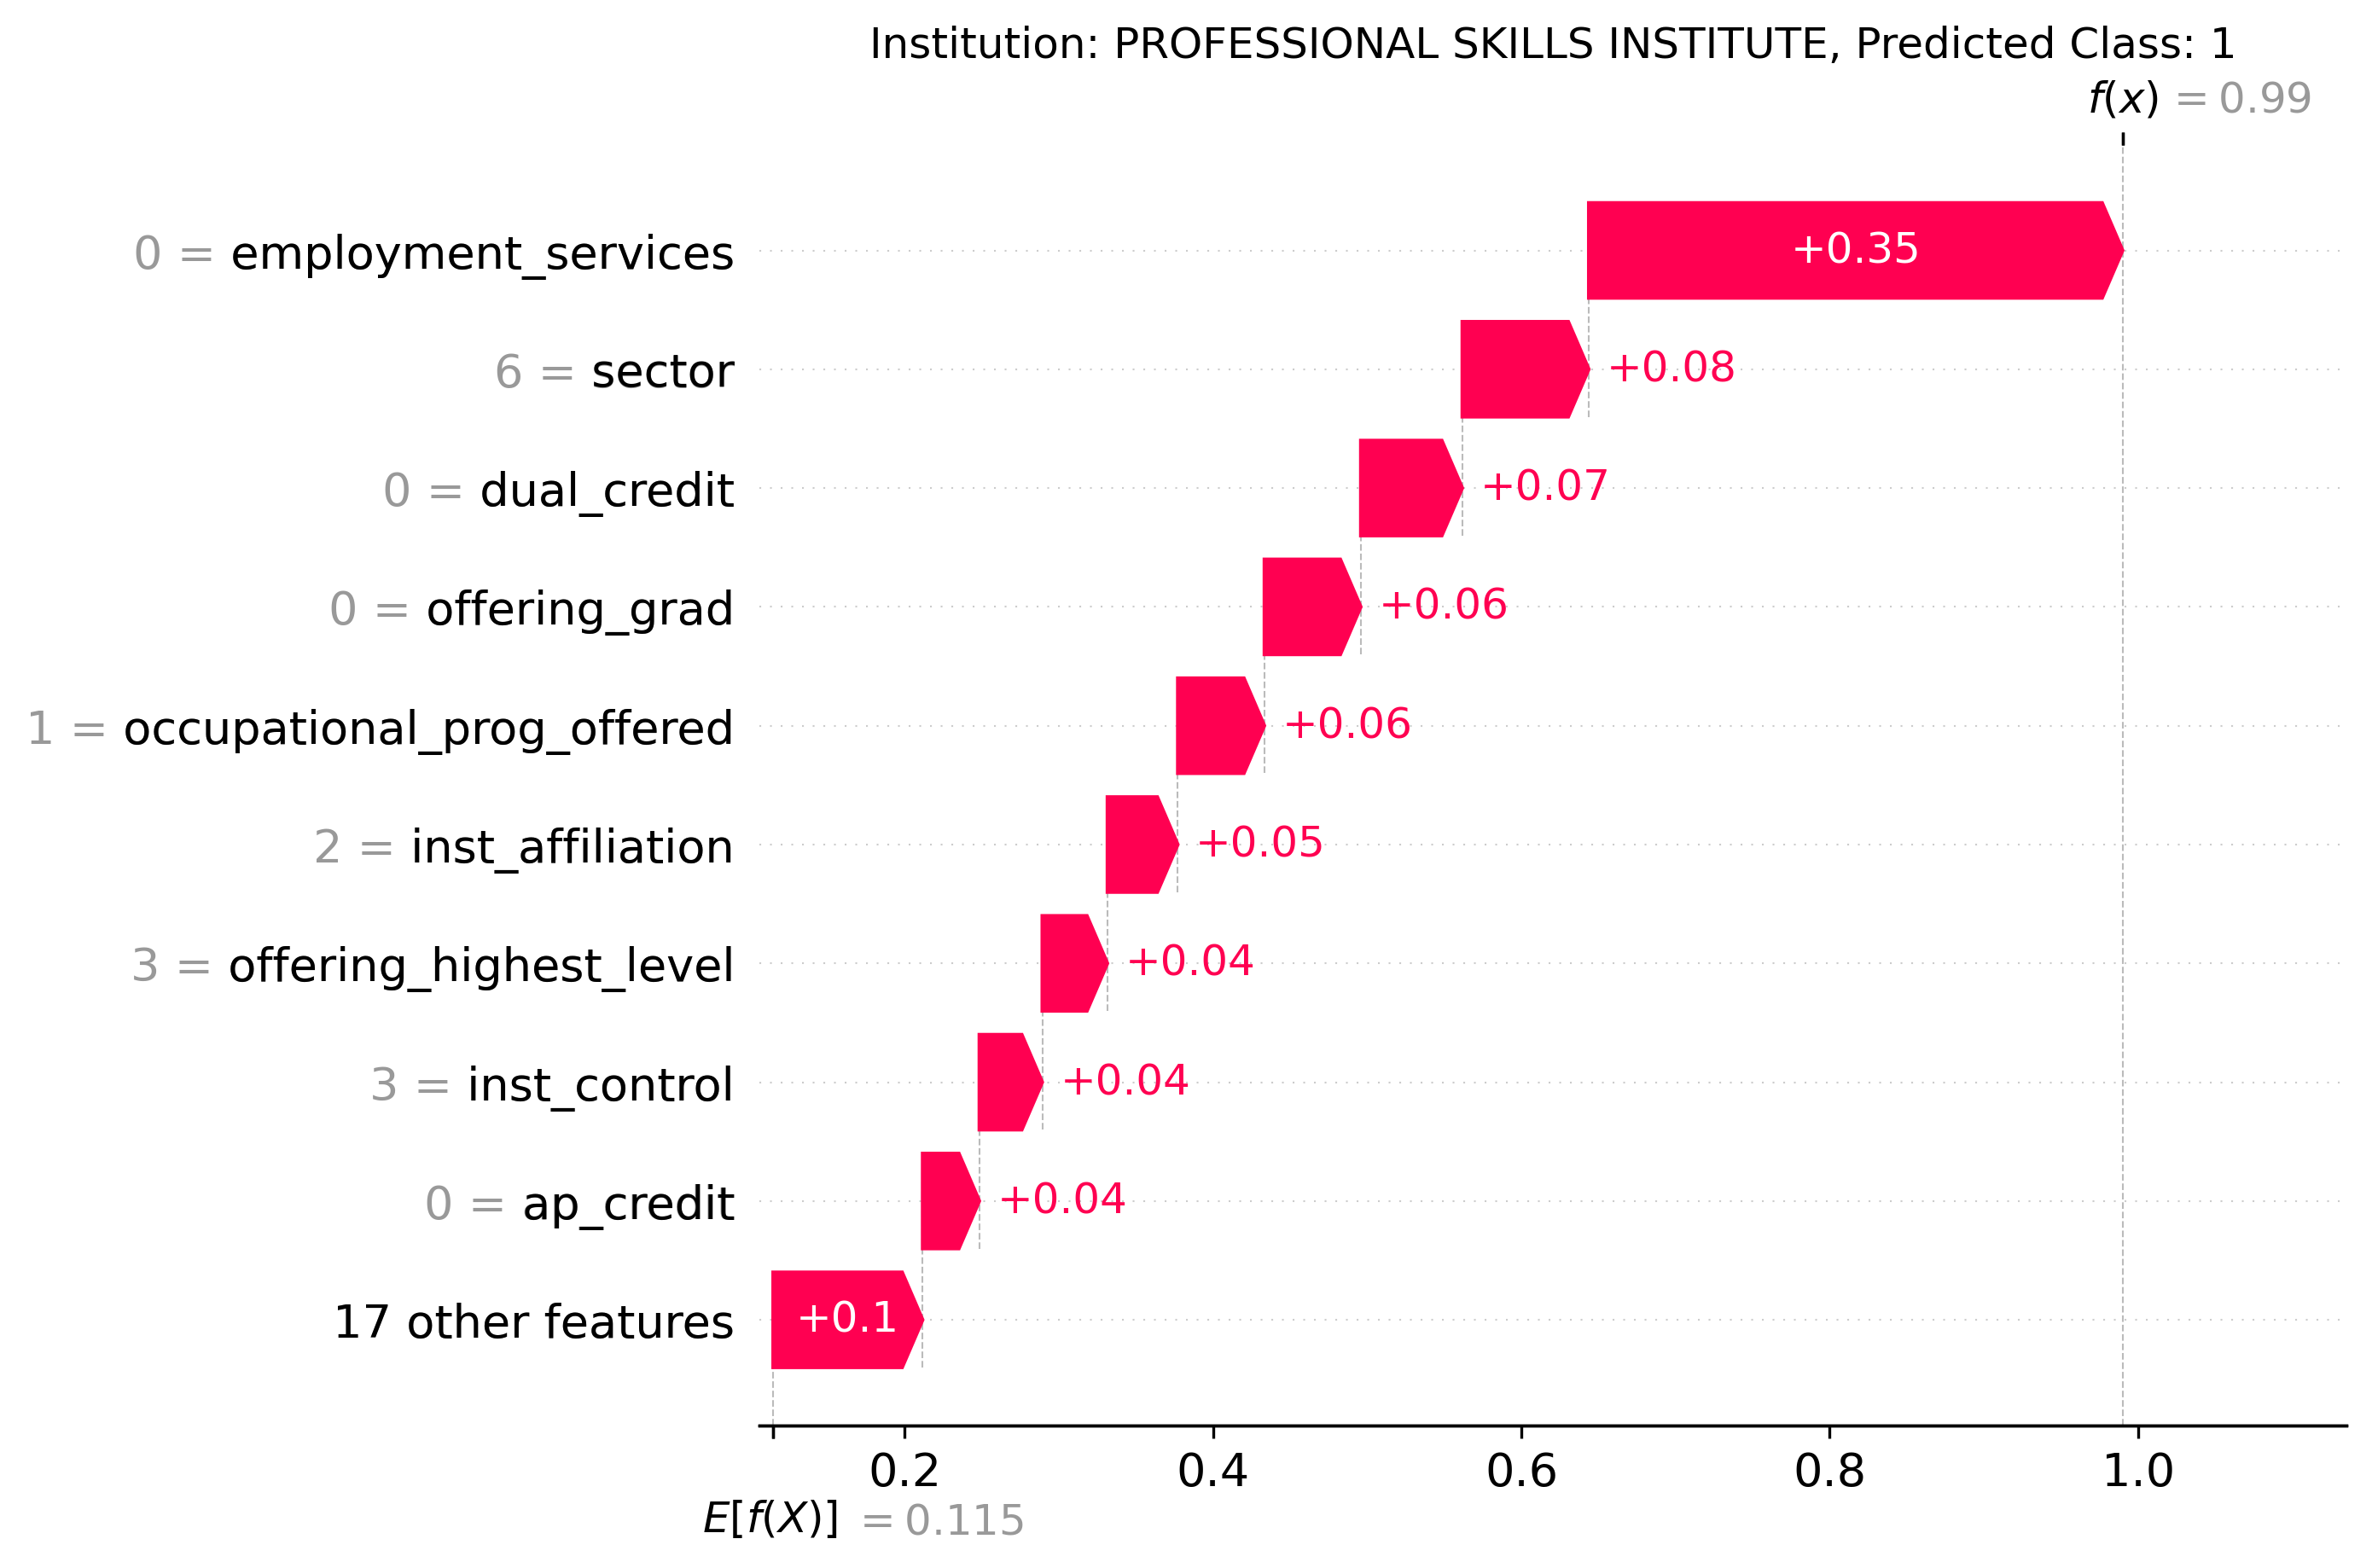 Institution: PROFESSIONAL SKILLS INSTITUTE, Predicted Class: 1
f(x) = 0.99
0 = employment_services +0.35
6 = sector +0.08
0 = dual_credit +0.07
0 = offering_grad +0.06
1 = occupational_prog_offered +0.06
2 = inst_affiliation +0.05
3 = offering_highest_level +0.04
3 = inst_control +0.04
0 = ap_credit +0.04
17 other features +0.1
0.2 0.4 0.6 0.8 1.0
E[f(X)] = 0.115